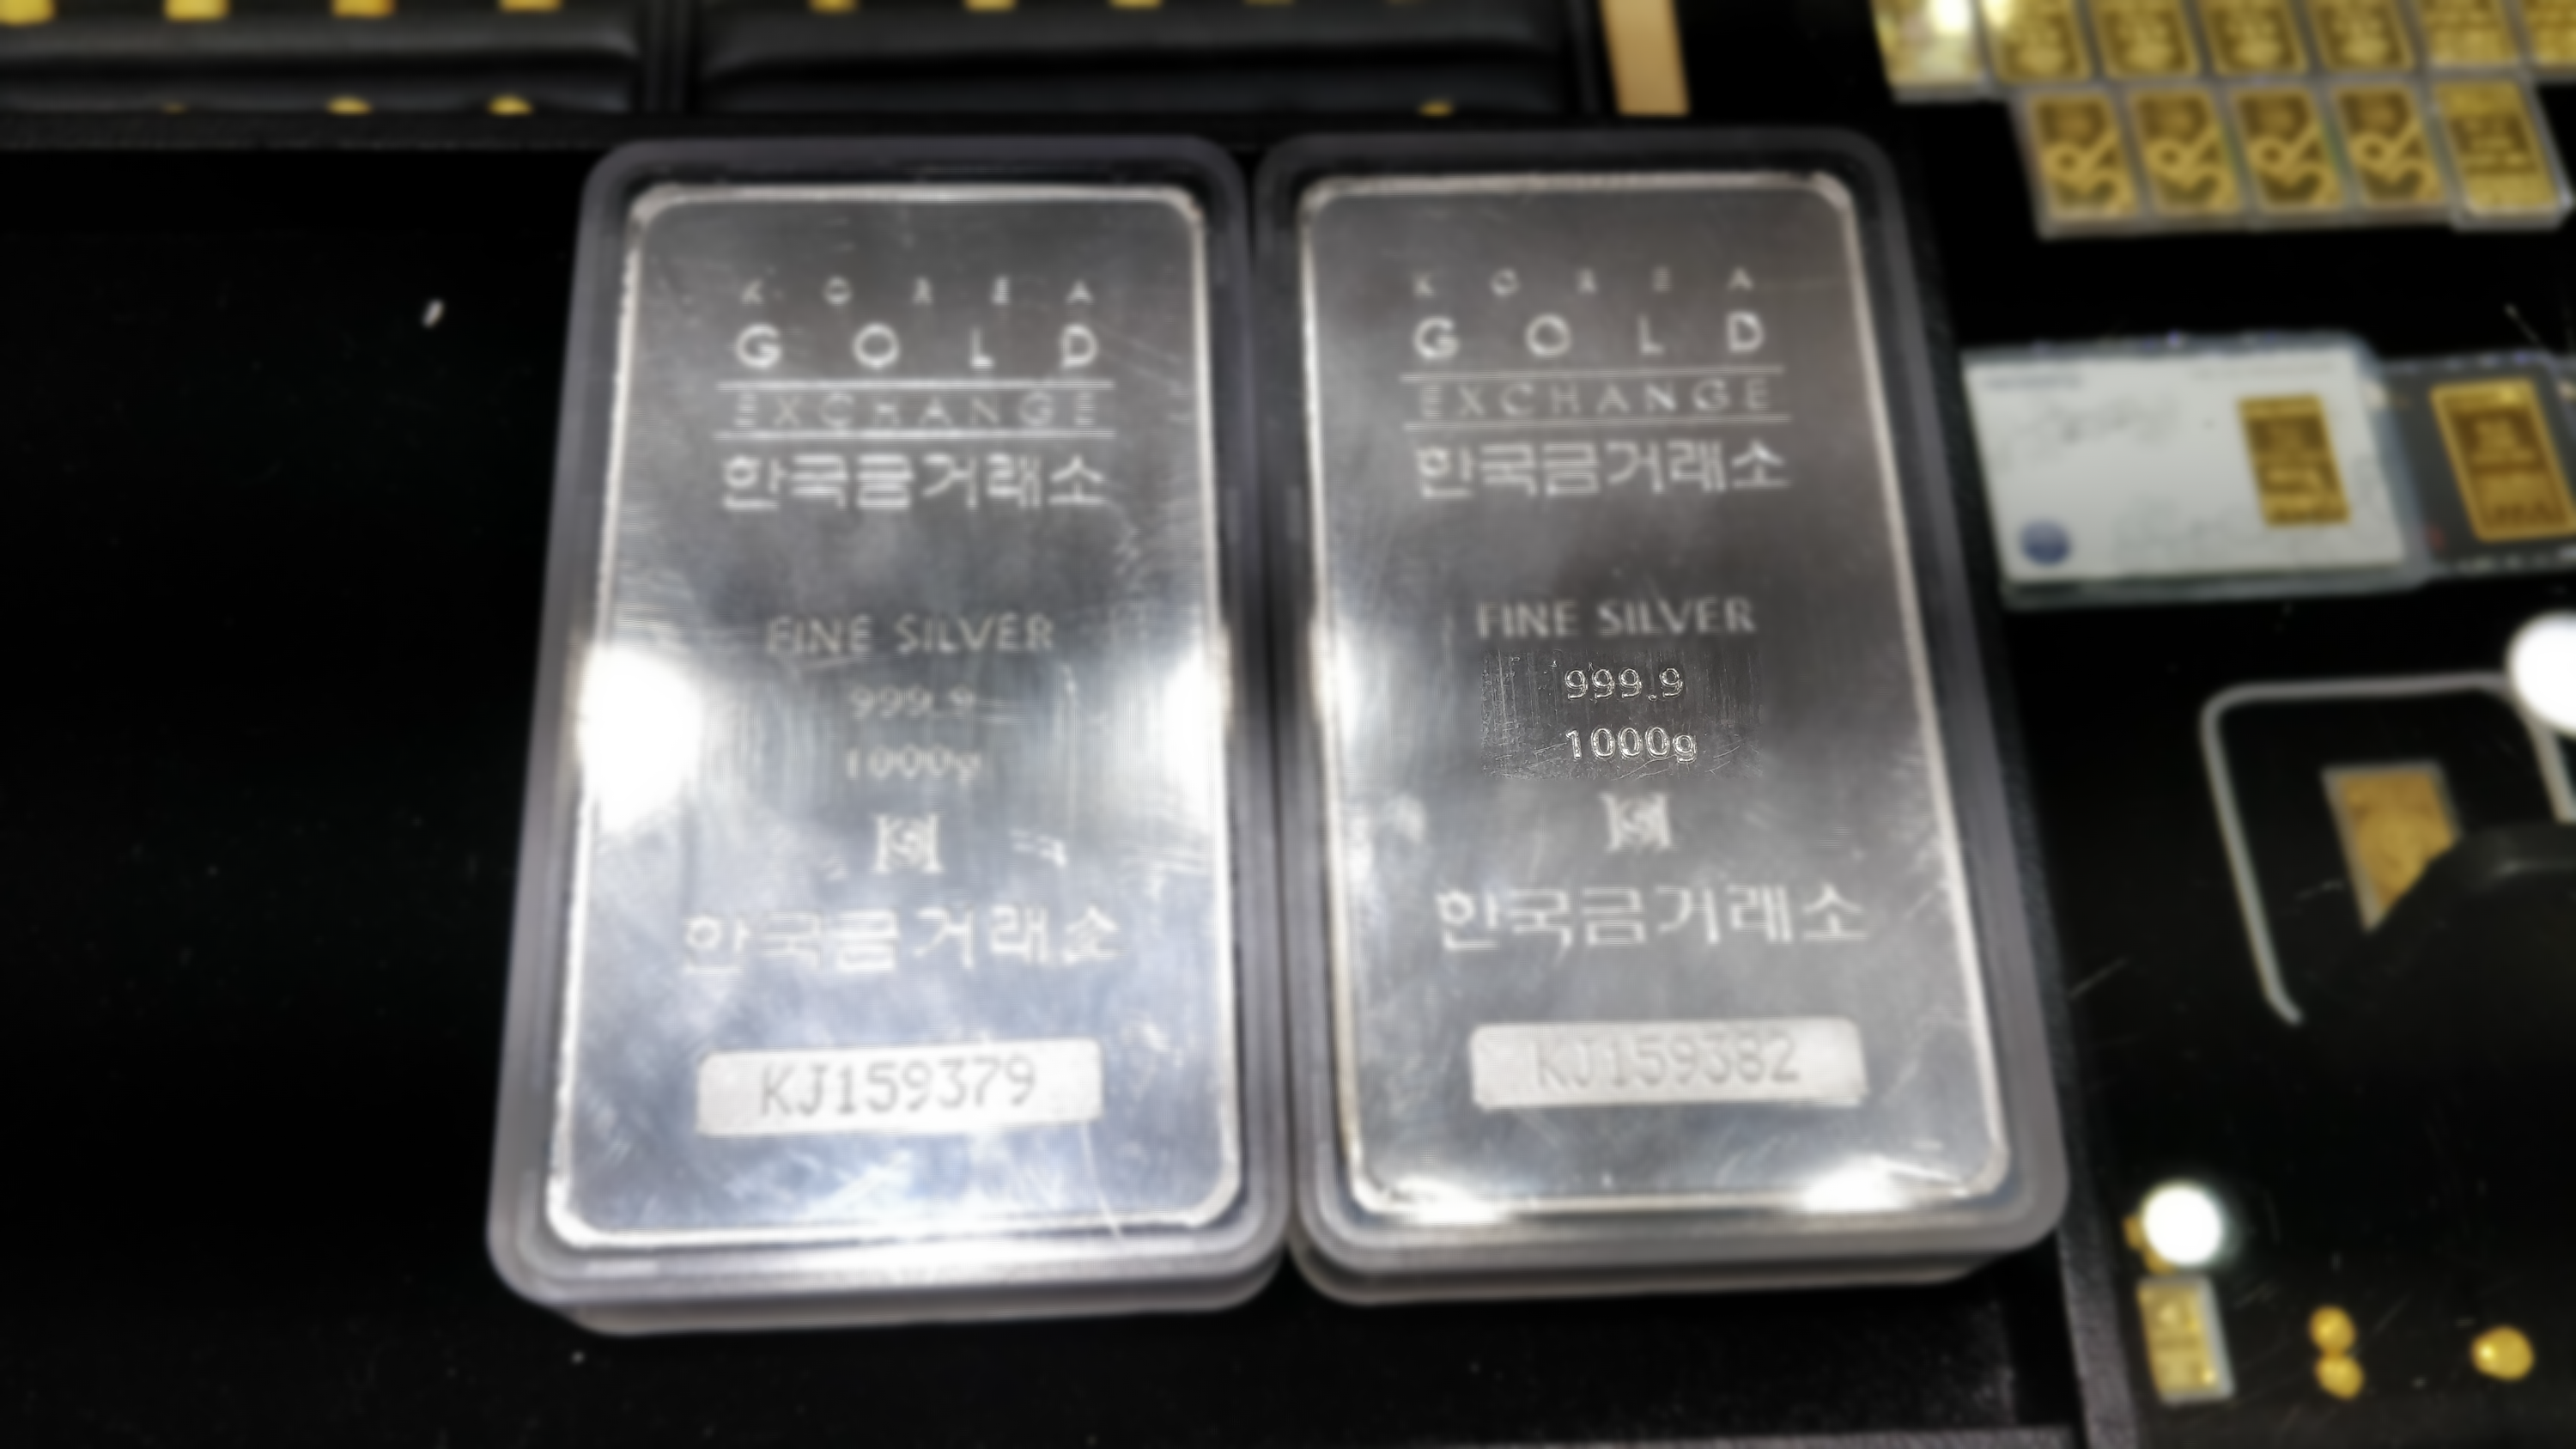 KOREA
GOLD
EXCHANGE
한국금거래소
FINE SILVER
999.9
1000g
한국금거래소
KJ159379
KOREA
GOLD
EXCHANGE
한국금거래소
FINE SILVER
999.9
1000g
한국금거래소
KJ159382